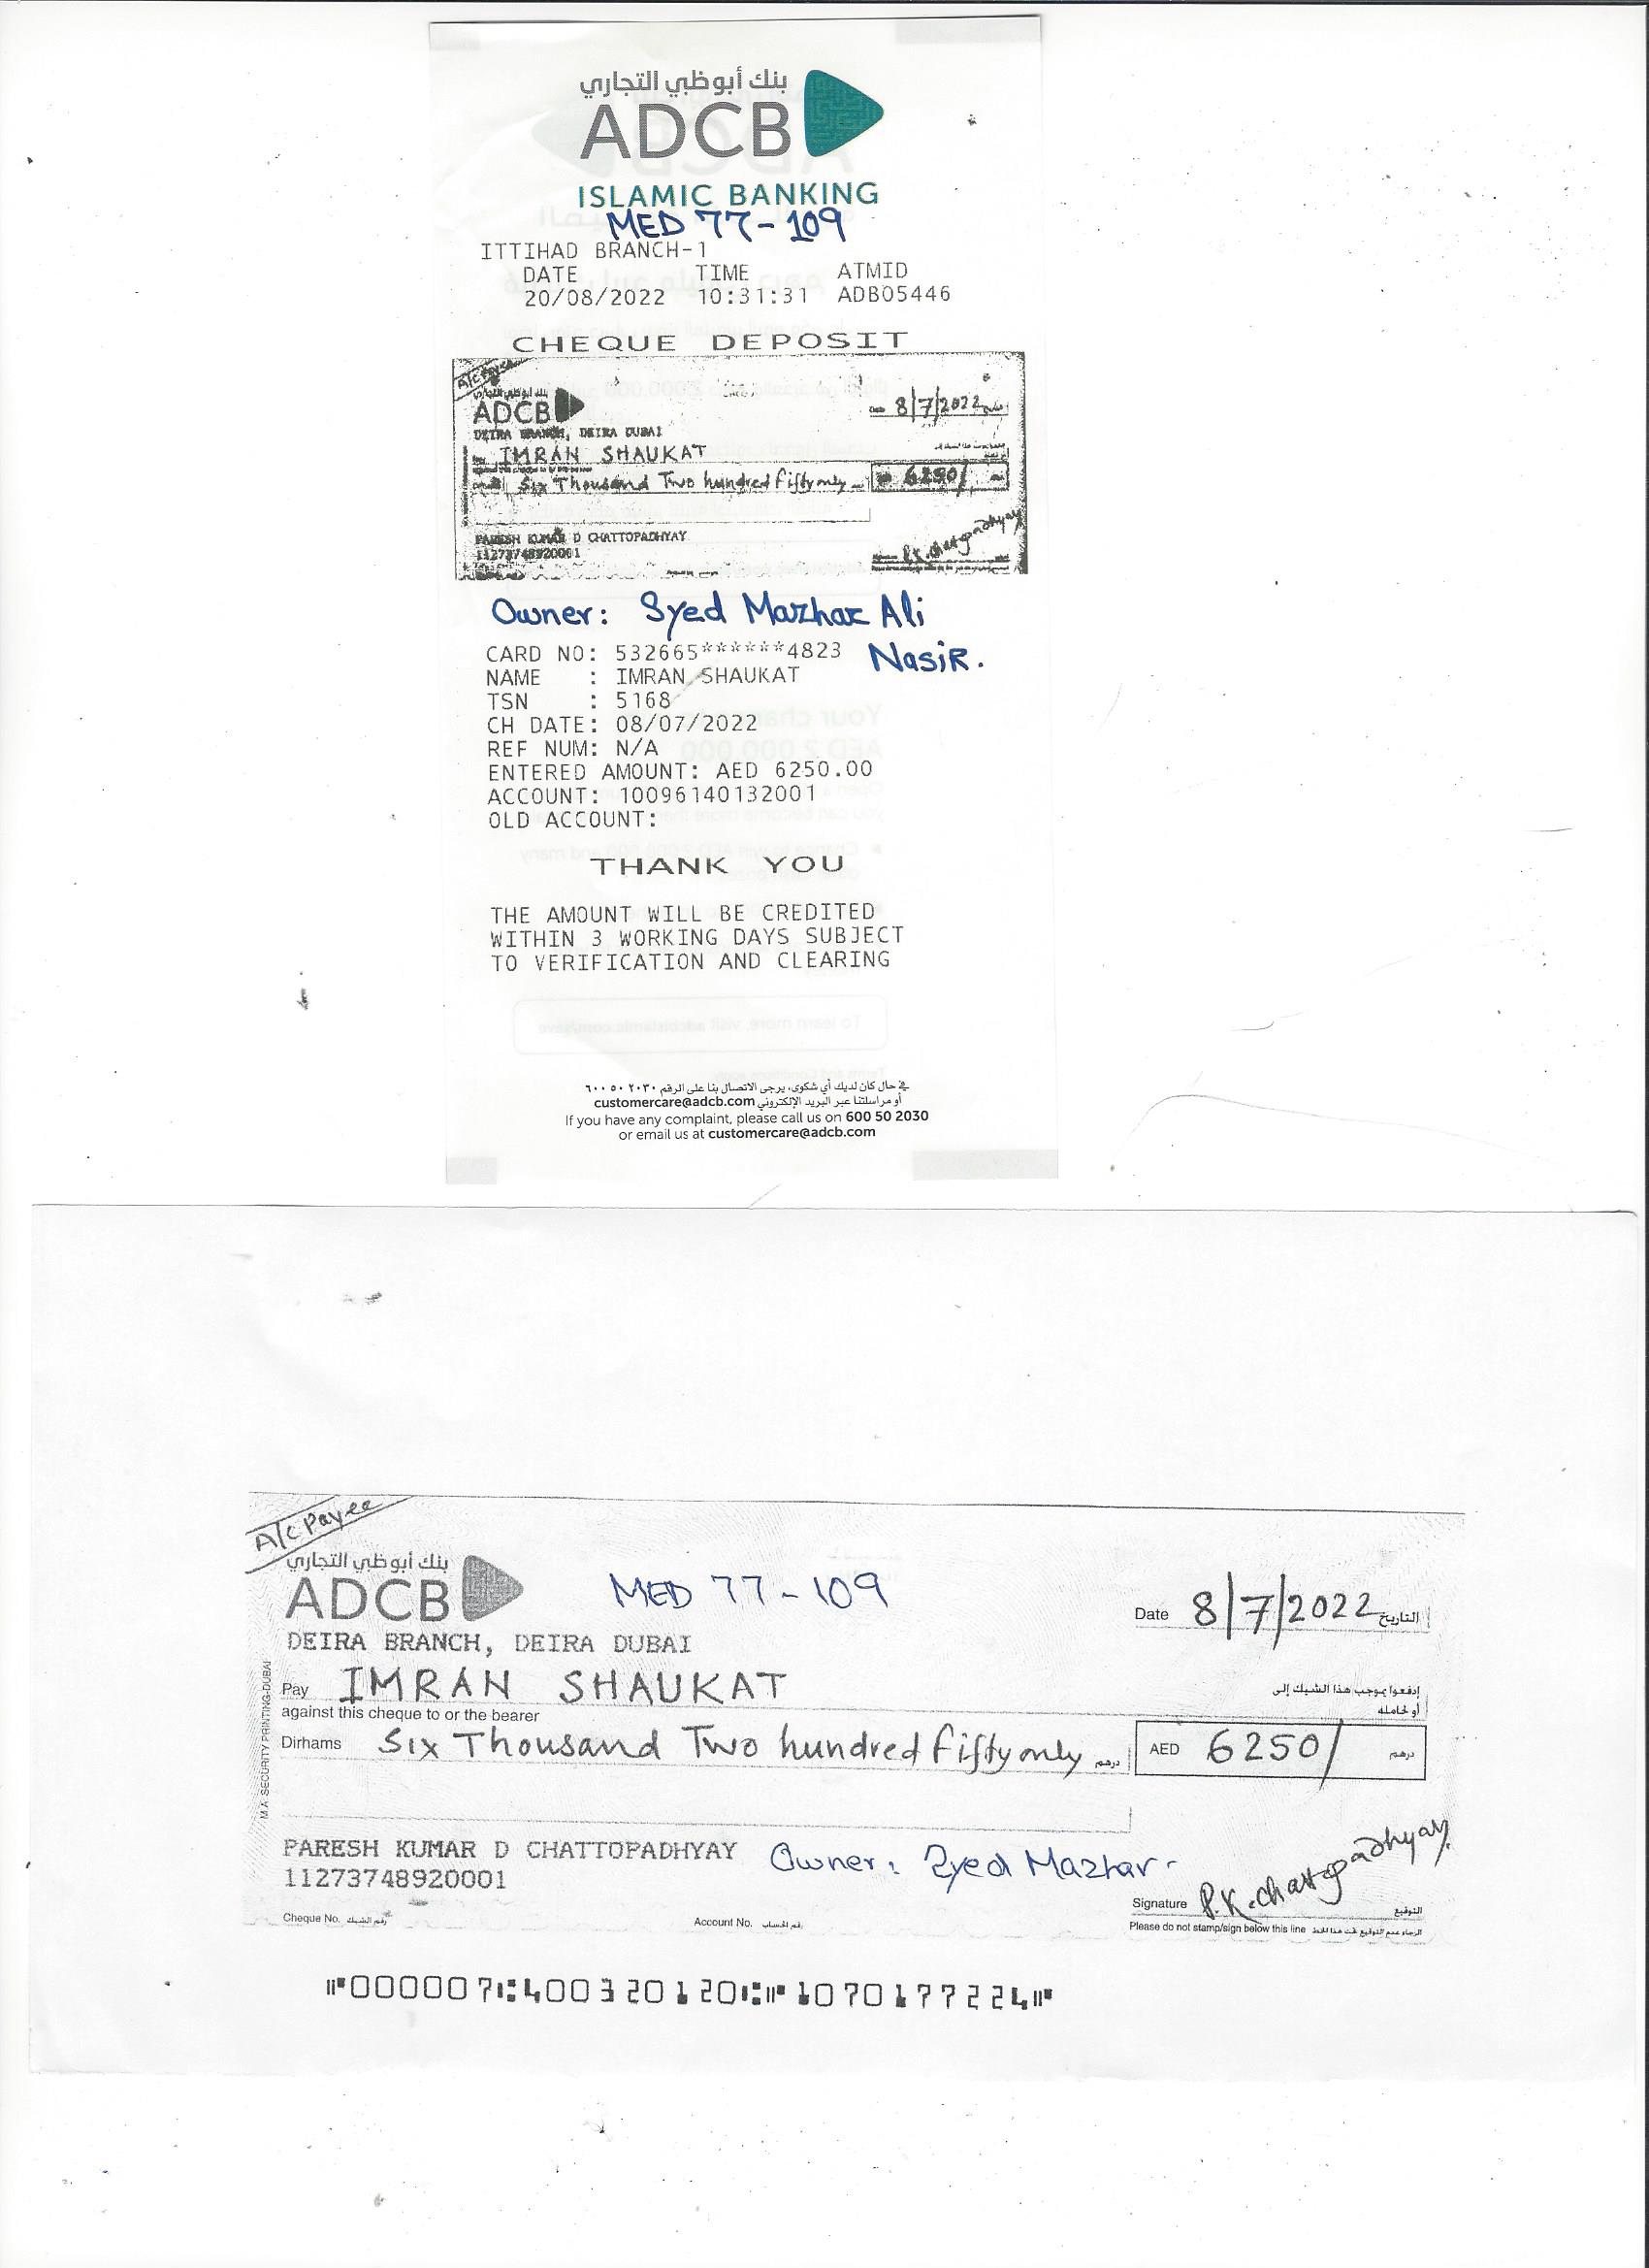 بنك أبوظبي التجاري
ADCB
ISLAMIC BANKING
MED 77-109
ITTIHAD BRANCH-1
DATE TIME ATMID
20/08/2022 10:31:31 ADB05446
CHEQUE DEPOSIT
A/c Payee
بنك أبوظبي التجاري
ADCB
8/7/2022
DEIRA BRANCH, DEIRA DUBAI
IMRAN SHAUKAT
Six Thousand Two hundred Fifty only 6250/
PARESH KUMAR D CHATTOPADHYAY
11273748920001
P.K.chattopadhyay
Owner: Syed Mazhar Ali
Nasir.
CARD NO: 532665******4823
NAME : IMRAN SHAUKAT
TSN : 5168
CH DATE: 08/07/2022
REF NUM: N/A
ENTERED AMOUNT: AED 6250.00
ACCOUNT: 10096140132001
OLD ACCOUNT:
THANK YOU
THE AMOUNT WILL BE CREDITED
WITHIN 3 WORKING DAYS SUBJECT
TO VERIFICATION AND CLEARING
في حال كان لديك أي شكوى، يرجى الاتصال بنا على الرقم ٦٠٠ ٥٠ ٢٠٣٠
أو مراسلتنا عبر البريد الإلكتروني customercare@adcb.com
If you have any complaint, please call us on 600 50 2030
or email us at customercare@adcb.com
A/c Payee
بنك أبوظبي التجاري
ADCB
MED 77-109
Date 8/7/2022 التاريخ
DEIRA BRANCH, DEIRA DUBAI
Pay IMRAN SHAUKAT إدفعوا بموجب هذا الشيك إلى
against this cheque to or the bearer أو لحامله
Dirhams Six Thousand Two hundred Fifty only درهم AED 6250/ درهم
M.A. SECURITY PRINTING-DUBAI
PARESH KUMAR D CHATTOPADHYAY
11273748920001
Owner: Syed Mazhar
Signature P.K.chattopadhyay التوقيع
Cheque No. رقم الشيك Account No. رقم الحساب
Please do not stamp/sign below this line الرجاء عدم التوقيع تحت هذا الخط
⑈000007⑆400320120⑆⑈1070177224⑈